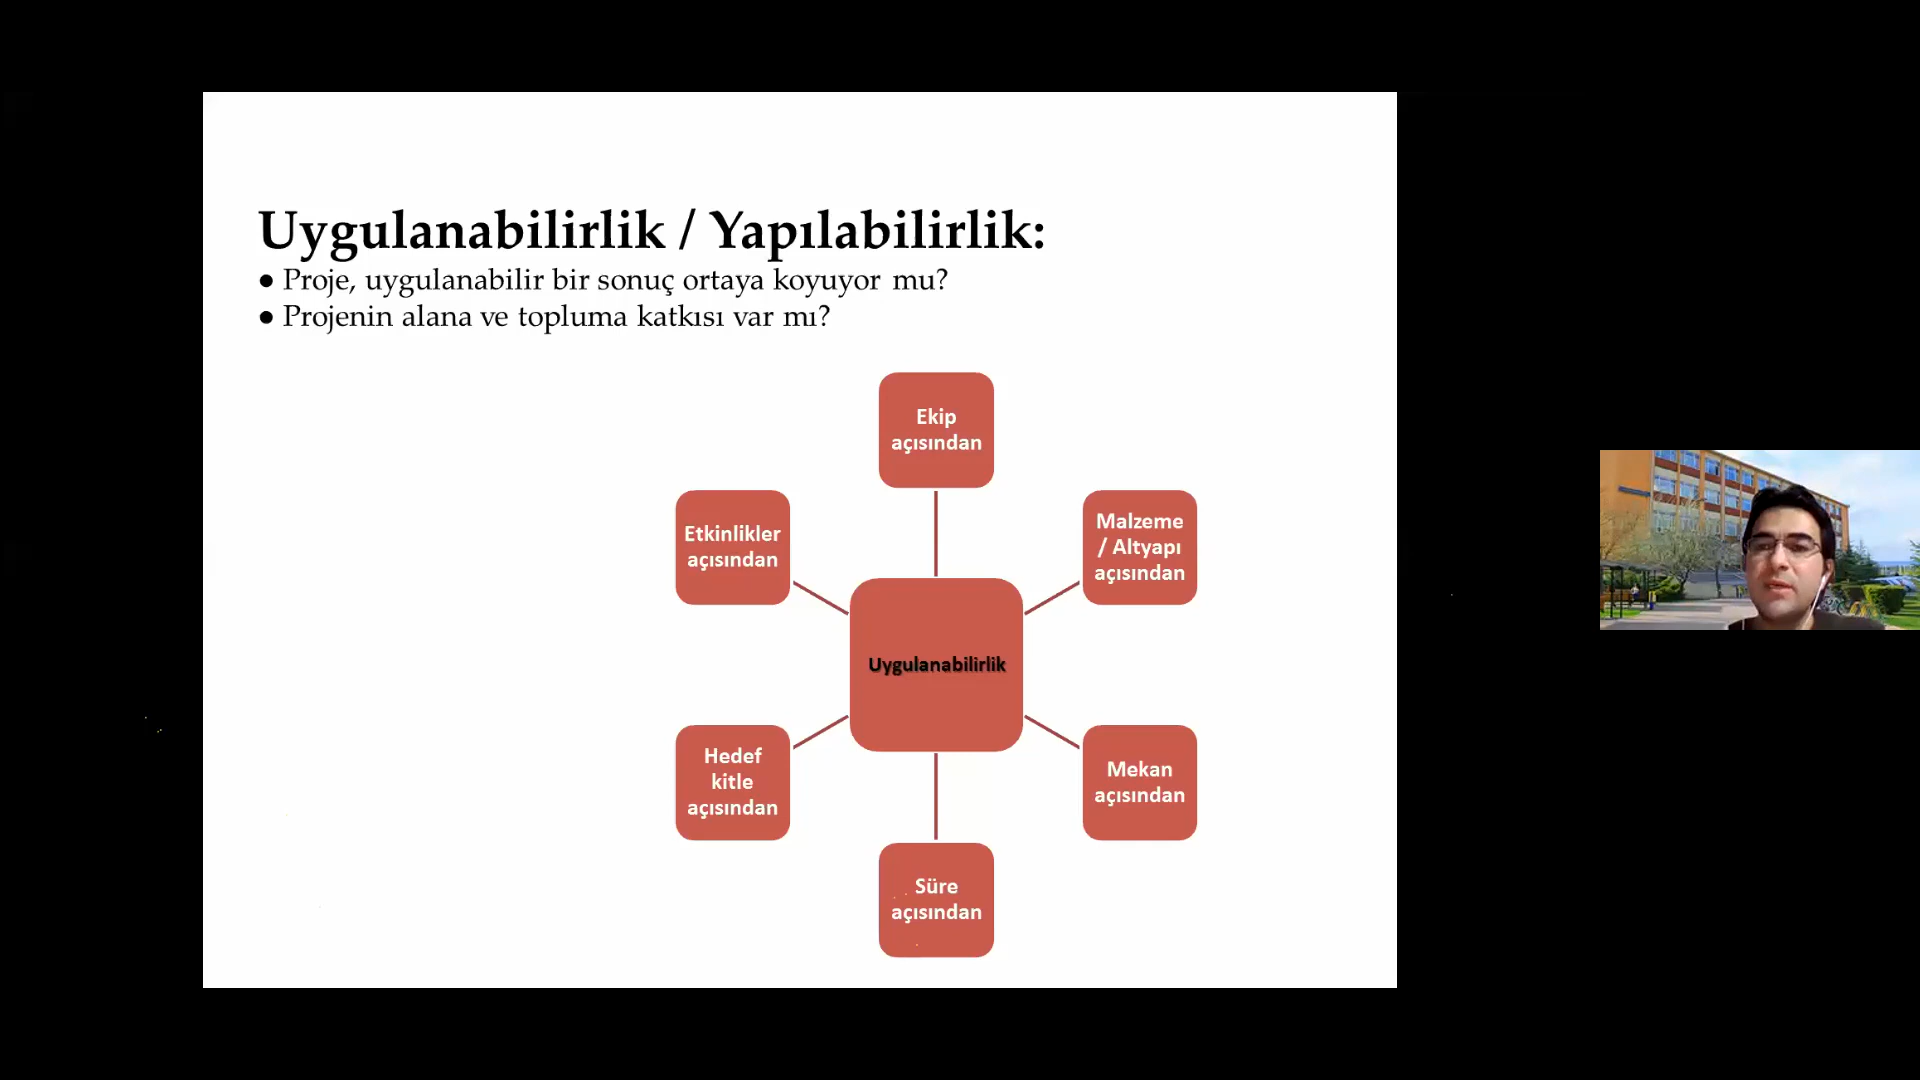 Uygulanabilirlik / Yapılabilirlik:
● Proje, uygulanabilir bir sonuç ortaya koyuyor mu?
● Projenin alana ve topluma katkısı var mı?
Ekip
açısından
Etkinlikler
açısından
Malzeme
/ Altyapı
açısından
Uygulanabilirlik
Hedef
kitle
açısından
Mekan
açısından
Süre
açısından